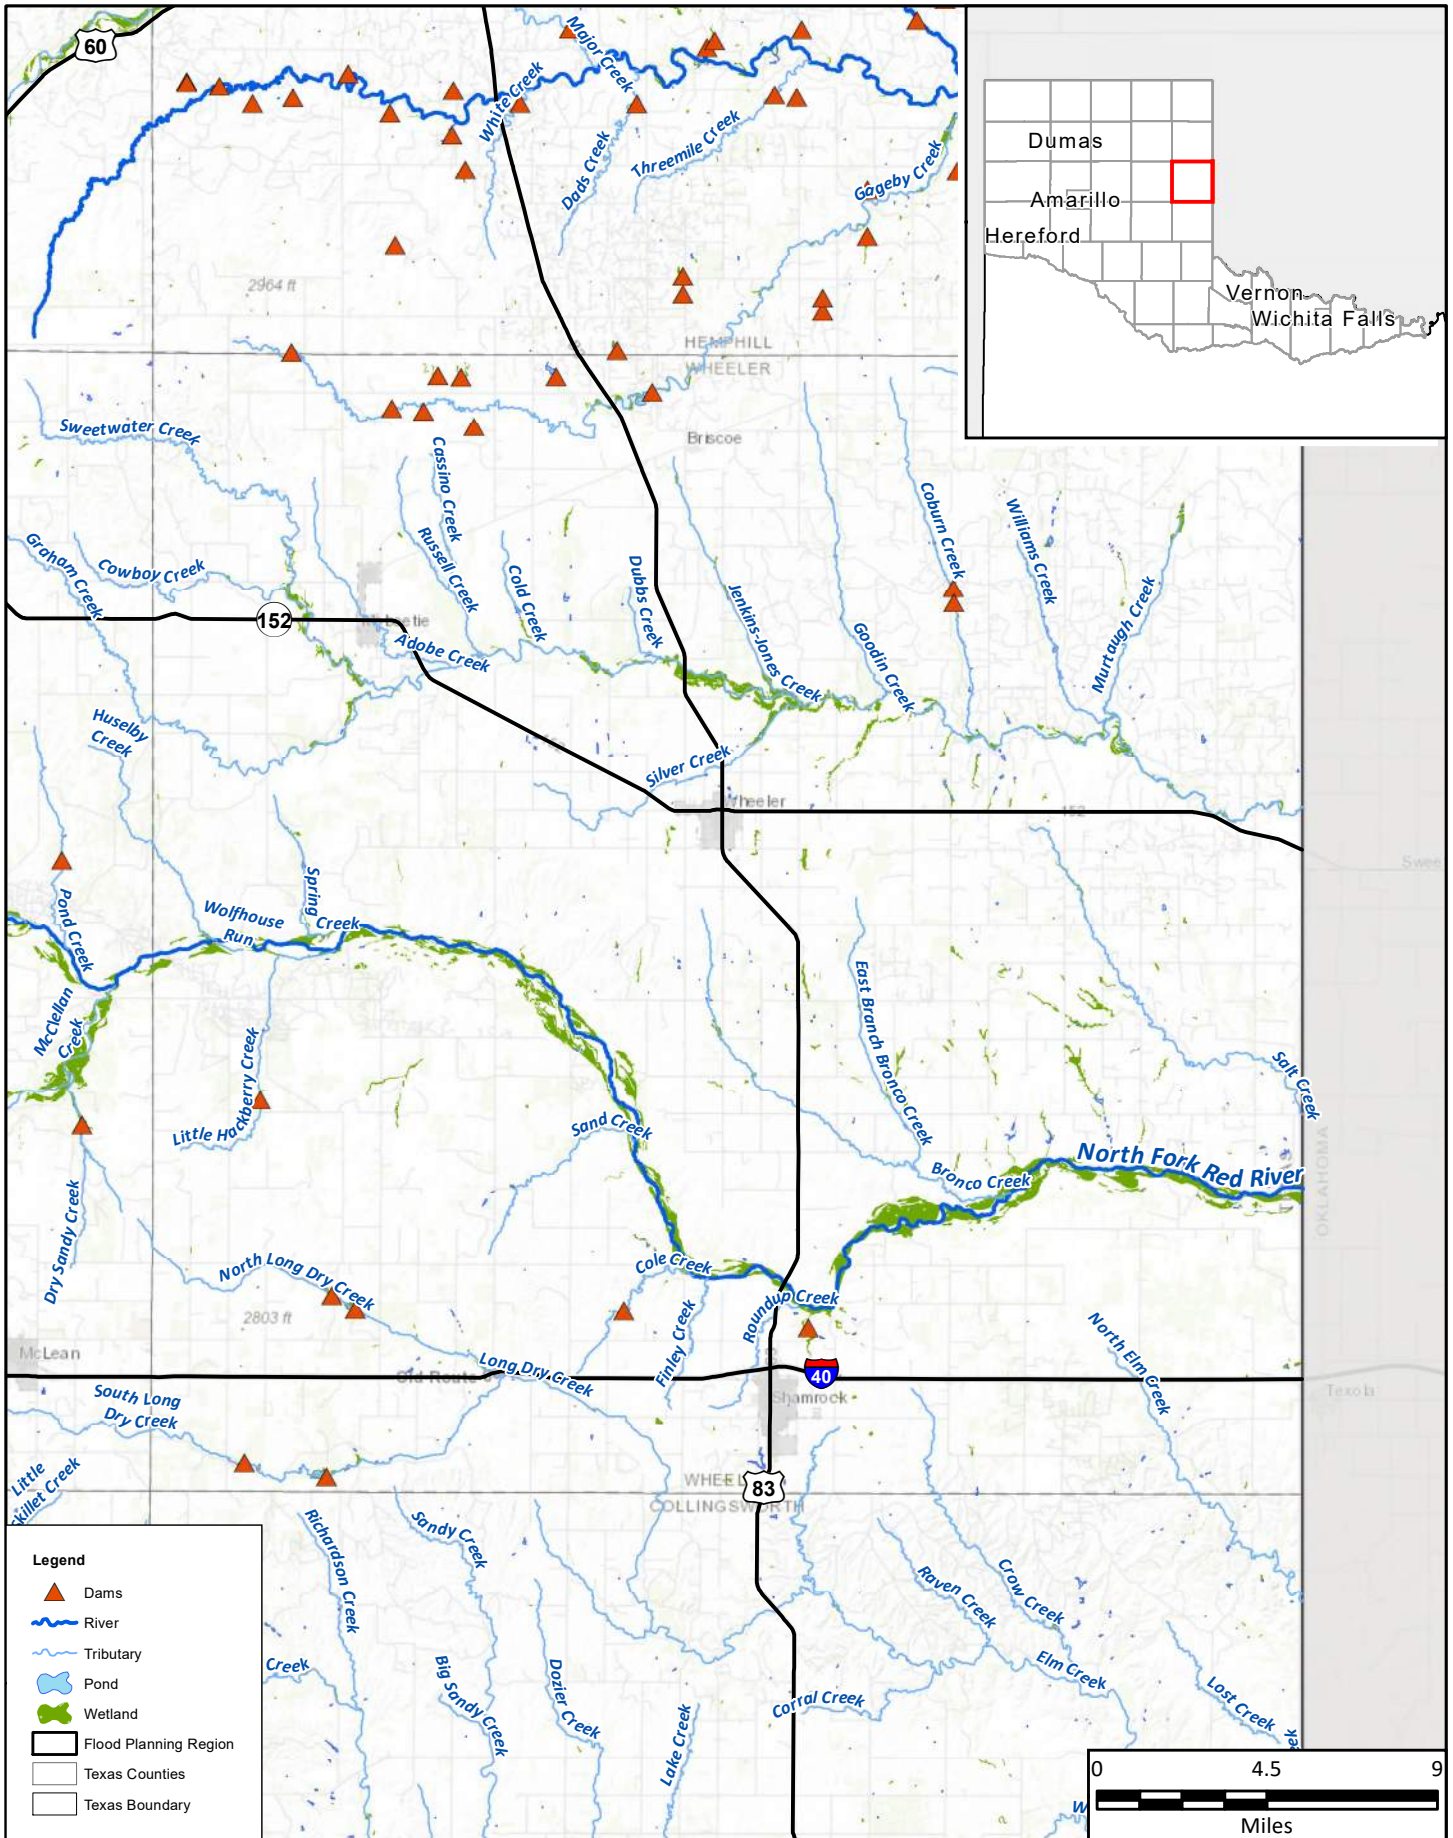 60
Major Creek
White Creek
Dads Creek
Threemile Creek
Gageby Creek
Dumas
Amarillo
Hereford
Vernon
Wichita Falls
2964 ft
HEMPHILL
WHEELER
Briscoe
Sweetwater Creek
Cassino Creek
Russell Creek
Cold Creek
Dubbs Creek
Jenkins-Jones Creek
Goodin Creek
Coburn Creek
Williams Creek
Murtaugh Creek
Graham Creek
Cowboy Creek
152
Adobe Creek
Huselby
Creek
Silver Creek
Wheeler
152
Pond Creek
Wolfhouse
Run
Spring
Creek
McClellan
Creek
Little Hackberry Creek
Sand Creek
East Branch Bronco Creek
Bronco Creek
Salt Creek
North Fork Red River
OKLAHOMA
Dry Sandy Creek
North Long Dry Creek
2803 ft
Cole Creek
Finley Creek
Roundup Creek
North Elm Creek
McLean
Long Dry Creek
40
Shamrock
Texola
South Long
Dry Creek
Little
skillet Creek
83
COLLINGSWORTH
Richardson Creek
Sandy Creek
Big Sandy Creek
Dozier Creek
Lake Creek
Corral Creek
Raven Creek
Crow Creek
Elm Creek
Lost Creek
Creek
Legend
Dams
River
Tributary
Pond
Wetland
Flood Planning Region
Texas Counties
Texas Boundary
0 4.5 9
Miles